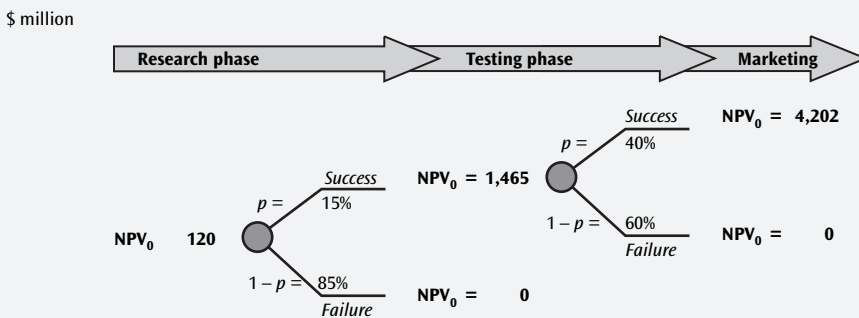 $ million
Research phase
Testing phase
Marketing
Success
NPV₀ = 4,202
p =
40%
Success
NPV₀ = 1,465
p =
15%
1 – p =
60%
NPV₀ = 0
NPV₀ 120
Failure
1 – p =
85%
NPV₀ = 0
Failure